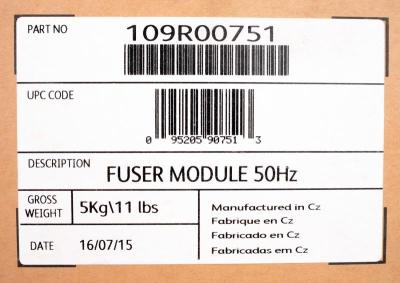 PART NO 109R00751
UPC CODE
0 95205 90751 3
DESCRIPTION
FUSER MODULE 50Hz
GROSS WEIGHT 5Kg\11 lbs
DATE 16/07/15
Manufactured in Cz
Fabrique en Cz
Fabricado en Cz
Fabricadas em Cz